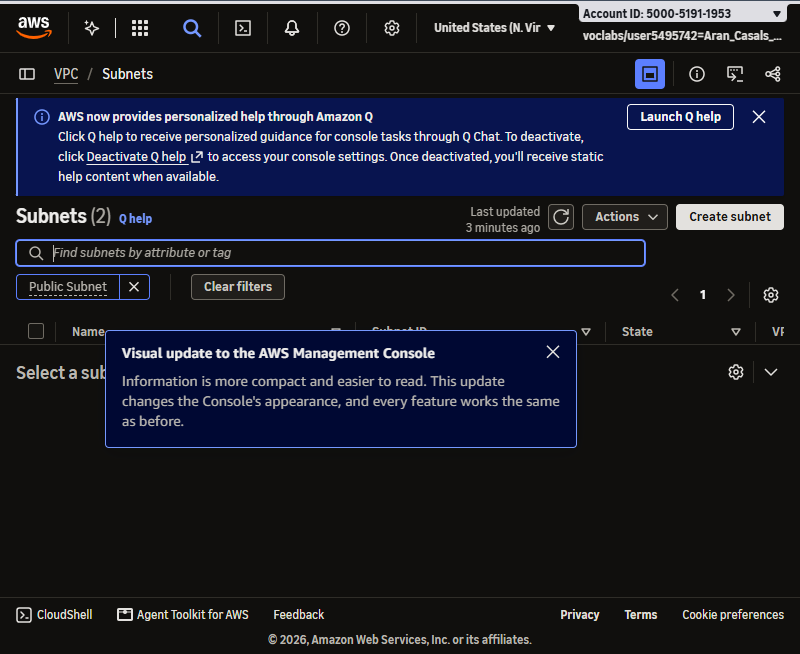 aws
United States (N. Vir
Account ID: 5000-5191-1953
voclabs/user5495742=Aran_Casals_...
VPC / Subnets
AWS now provides personalized help through Amazon Q
Click Q help to receive personalized guidance for console tasks through Q Chat. To deactivate,
click Deactivate Q help to access your console settings. Once deactivated, you'll receive static
help content when available.
Launch Q help
Subnets (2) Q help
Last updated
3 minutes ago
Actions
Create subnet
Find subnets by attribute or tag
Public Subnet
Clear filters
1
Name
Subnet ID
State
VP
Select a sub
Visual update to the AWS Management Console
Information is more compact and easier to read. This update
changes the Console's appearance, and every feature works the same
as before.
CloudShell
Agent Toolkit for AWS
Feedback
Privacy
Terms
Cookie preferences
© 2026, Amazon Web Services, Inc. or its affiliates.